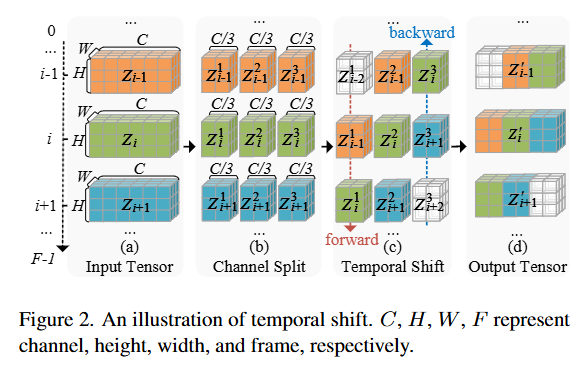 ...
...
...
...
backward
0
C
C/3 C/3 C/3
...
W
i-1
H
Z_{i-1}
Z^1_{i-1} Z^2_{i-1} Z^3_{i-1}
Z^1_{i-2} Z^2_{i-1} Z^3_i
Z'_{i-1}
W
C
C/3 C/3 C/3
i
H
Z_i
Z^1_i Z^2_i Z^3_i
Z^1_{i-1} Z^2_i Z^3_{i+1}
Z'_i
W
C
C/3 C/3 C/3
i+1
H
Z_{i+1}
Z^1_{i+1} Z^2_{i+1} Z^3_{i+1}
Z^1_i Z^2_{i+1} Z^3_{i+2}
Z'_{i+1}
...
...
...
...
...
forward
F-1
(a) (b) (c) (d)
Input Tensor Channel Split Temporal Shift Output Tensor
Figure 2. An illustration of temporal shift. C, H, W, F represent
channel, height, width, and frame, respectively.